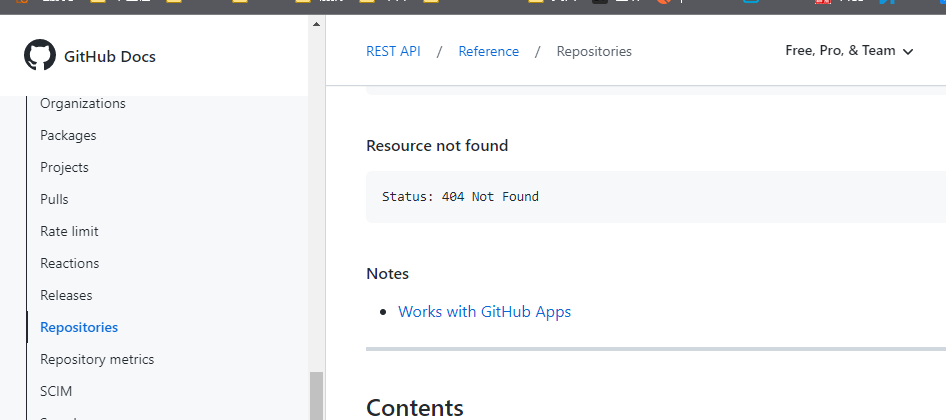 GitHub Docs
REST API / Reference / Repositories
Free, Pro, & Team
Organizations
Packages
Projects
Pulls
Rate limit
Reactions
Releases
Repositories
Repository metrics
SCIM
Resource not found
Status: 404 Not Found
Notes
Works with GitHub Apps
Contents